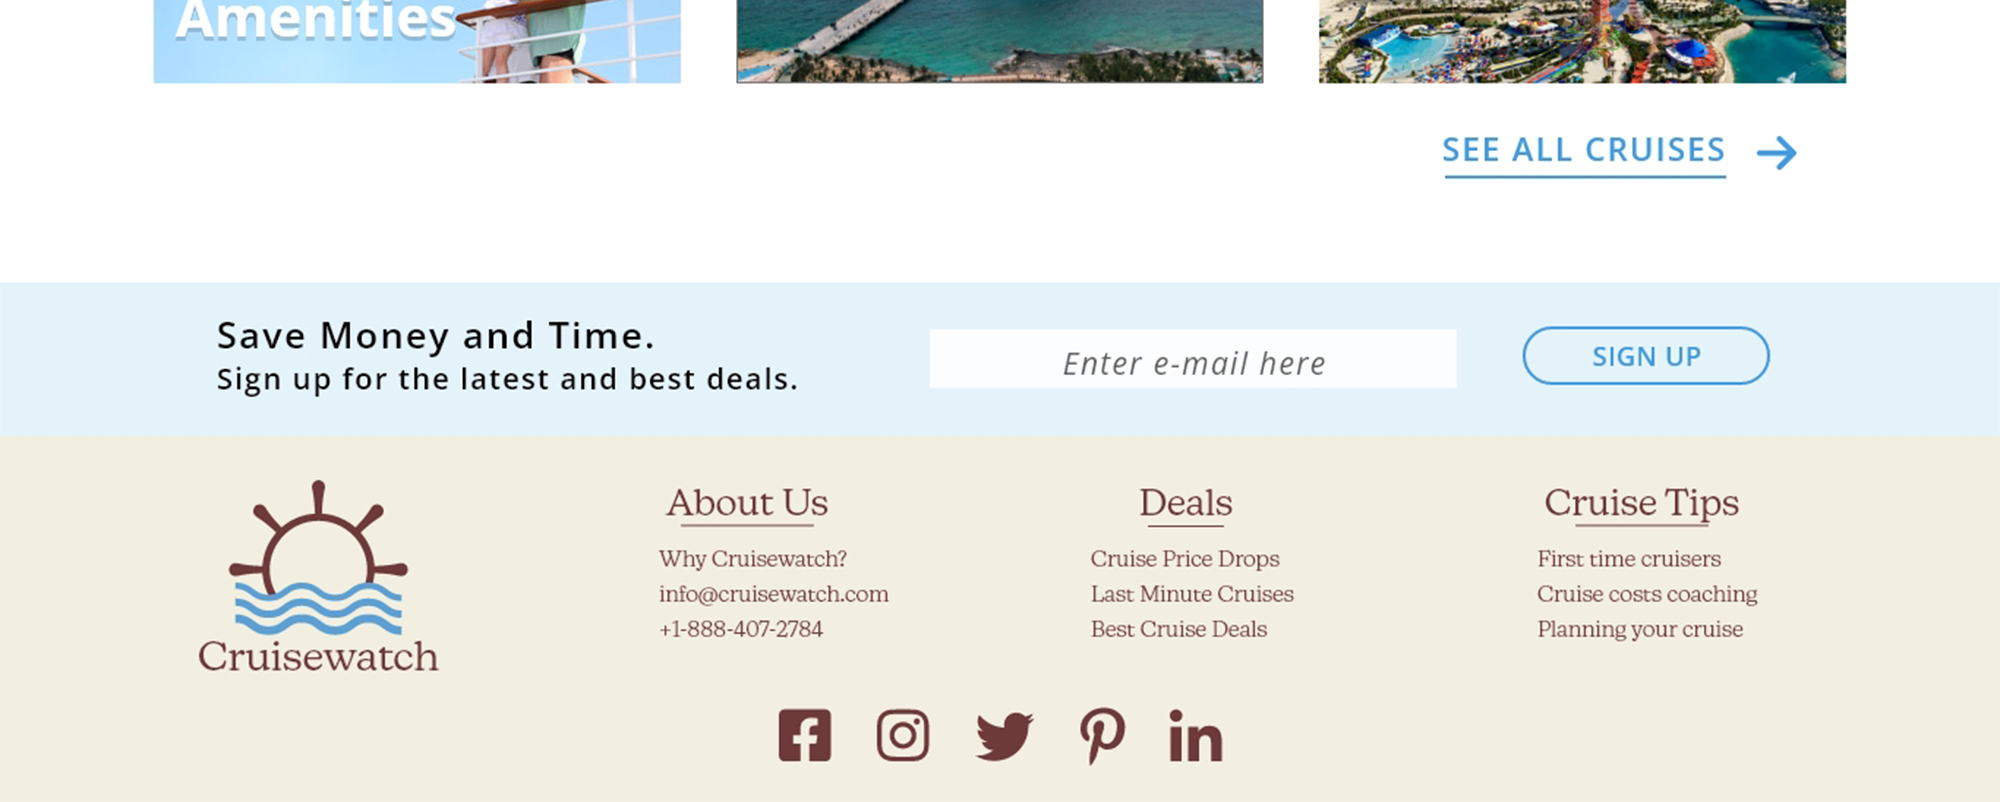 Amenities
SEE ALL CRUISES
Save Money and Time.
Sign up for the latest and best deals.
Enter e-mail here
SIGN UP
Cruisewatch
About Us
Why Cruisewatch?
info@cruisewatch.com
+1-888-407-2784
Deals
Cruise Price Drops
Last Minute Cruises
Best Cruise Deals
Cruise Tips
First time cruisers
Cruise costs coaching
Planning your cruise